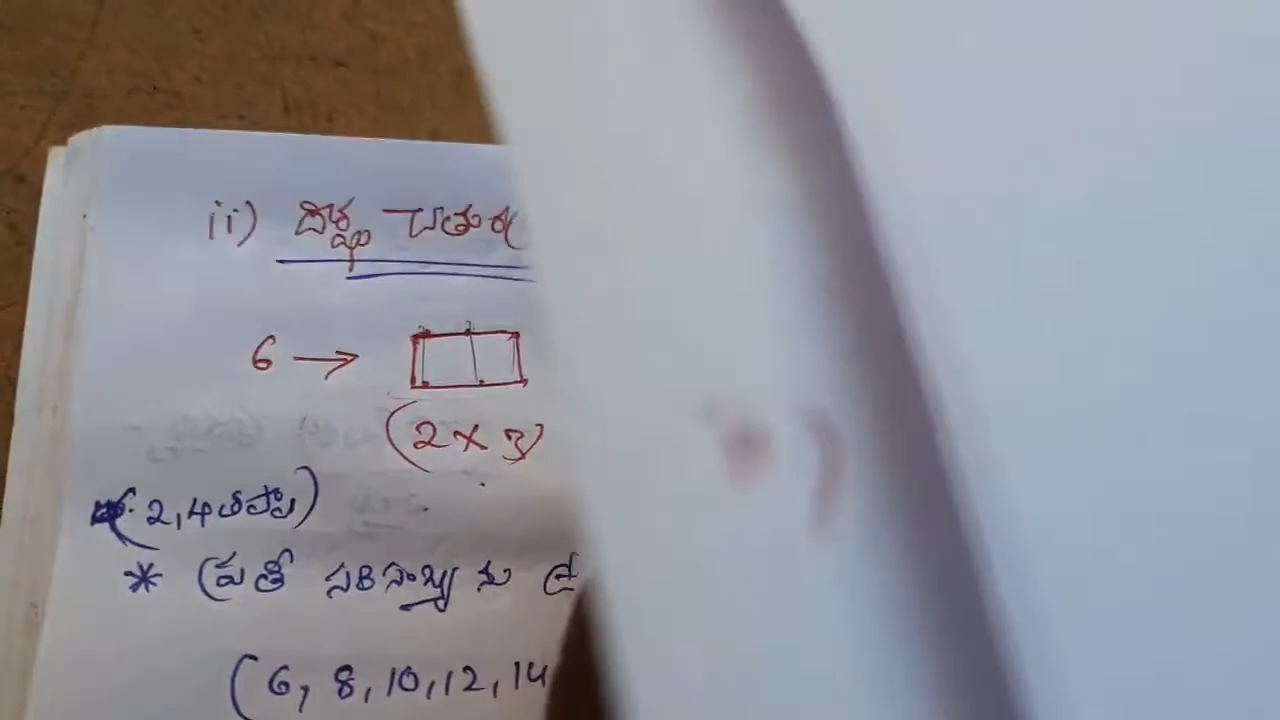 ii) దీర్ఘ చతుర
6 →
(2 x 3)
(2,4 తప్ప)
* ప్రతీ సరిసంఖ్య ను
(6, 8, 10, 12, 14